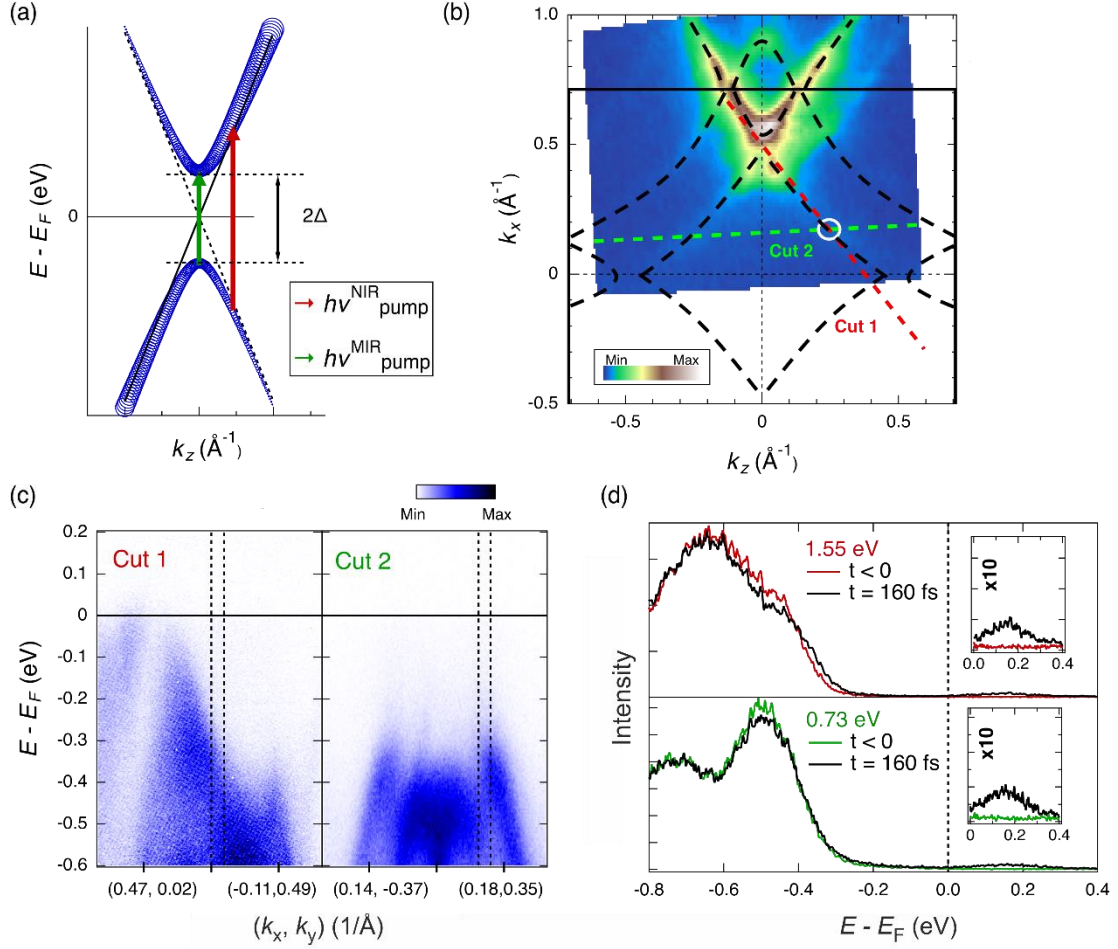 (a)
E - E_F (eV)
0
2Δ
hν^NIR pump
hν^MIR pump
k_z (Å⁻¹)
(b)
1.0
0.5
0
-0.5
k_x (Å⁻¹)
Cut 2
Cut 1
Min Max
-0.5 0 0.5
k_z (Å⁻¹)
(c)
Min Max
Cut 1 Cut 2
0.2
0.1
0
-0.1
-0.2
-0.3
-0.4
-0.5
-0.6
E - E_F (eV)
(0.47, 0.02) (-0.11,0.49) (0.14, -0.37) (0.18,0.35)
(k_x, k_y) (1/Å)
(d)
Intensity
1.55 eV
t < 0
t = 160 fs
x10
0.0 0.2 0.4
0.73 eV
t < 0
t = 160 fs
x10
0.0 0.2 0.4
-0.8 -0.6 -0.4 -0.2 0.0 0.2 0.4
E - E_F (eV)